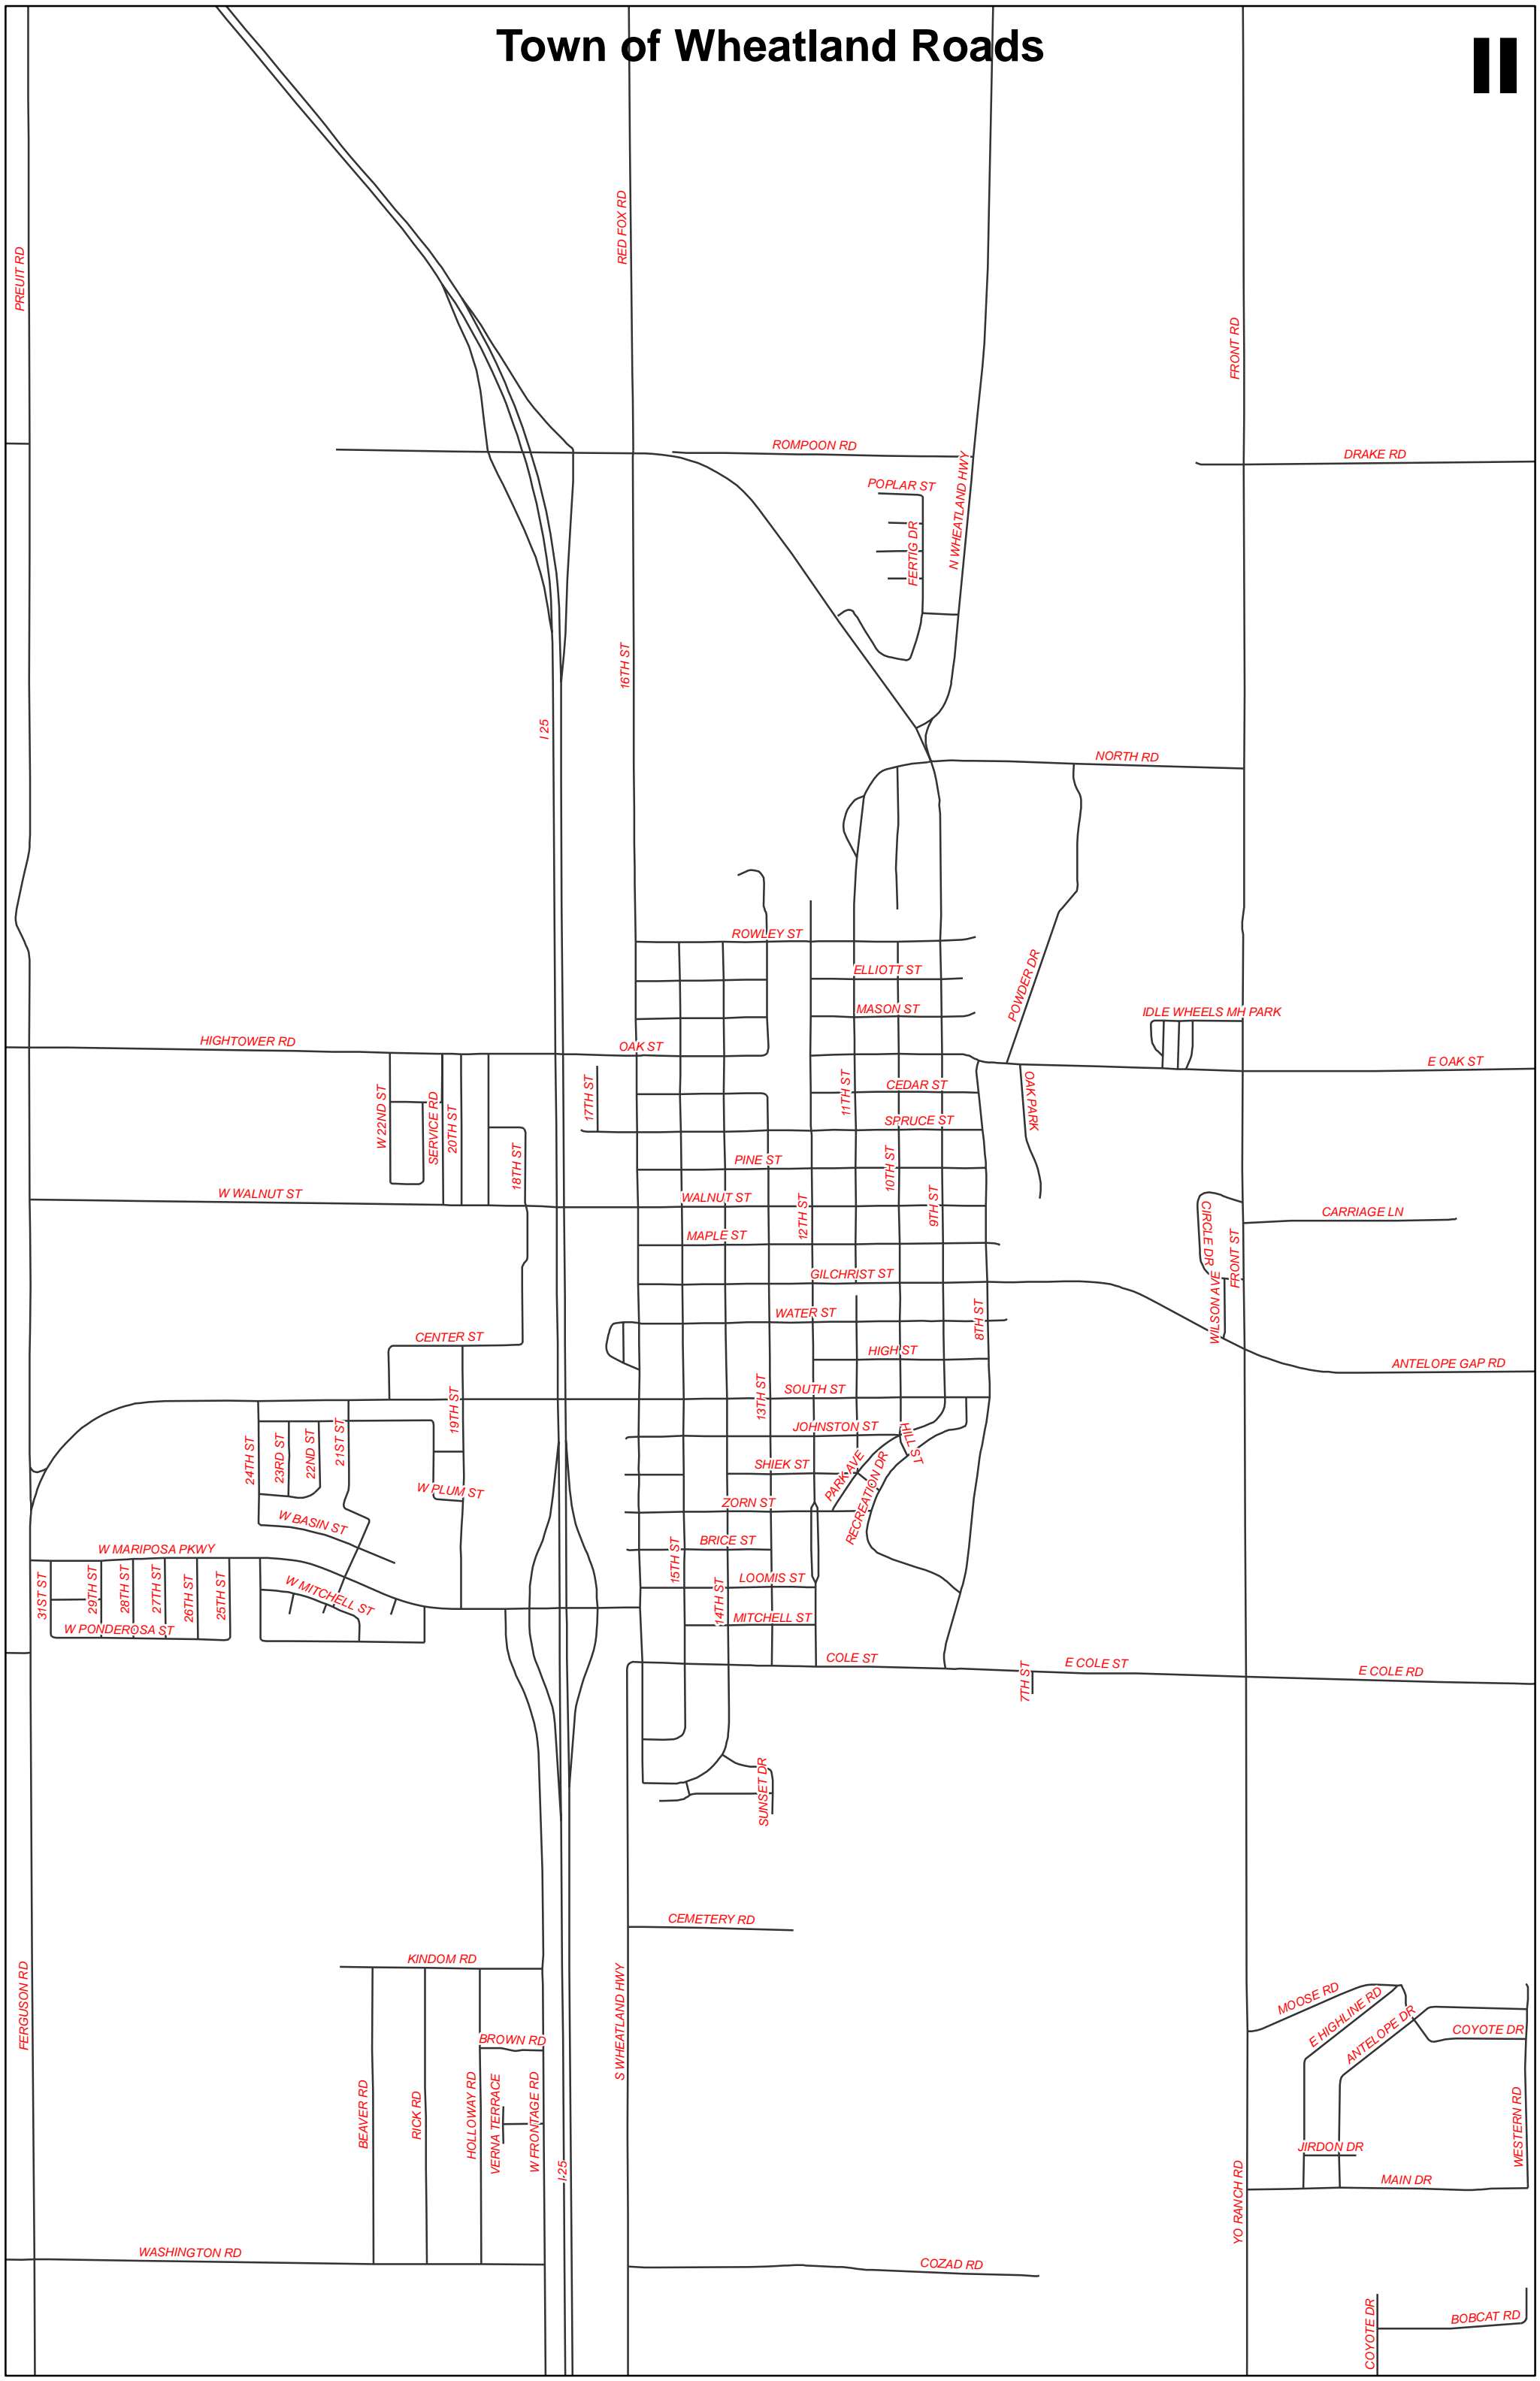 Town of Wheatland Roads
II
PREUIT RD
RED FOX RD
FRONT RD
ROMPOON RD
DRAKE RD
POPLAR ST
FERTIG DR
N WHEATLAND HWY
16TH ST
I 25
NORTH RD
ROWLEY ST
ELLIOTT ST
MASON ST
POWDER DR
IDLE WHEELS MH PARK
HIGHTOWER RD
OAK ST
E OAK ST
W 22ND ST
SERVICE RD
20TH ST
17TH ST
11TH ST
CEDAR ST
OAK PARK
SPRUCE ST
18TH ST
PINE ST
10TH ST
W WALNUT ST
WALNUT ST
12TH ST
9TH ST
CIRCLE DR
CARRIAGE LN
MAPLE ST
FRONT ST
GILCHRIST ST
WILSON AVE
WATER ST
8TH ST
CENTER ST
HIGH ST
ANTELOPE GAP RD
19TH ST
13TH ST
SOUTH ST
JOHNSTON ST
HILL ST
24TH ST
23RD ST
22ND ST
21ST ST
SHIEK ST
PARK AVE
RECREATION DR
W PLUM ST
ZORN ST
W BASIN ST
BRICE ST
W MARIPOSA PKWY
15TH ST
LOOMIS ST
31ST ST
29TH ST
28TH ST
27TH ST
26TH ST
25TH ST
W MITCHELL ST
14TH ST
MITCHELL ST
W PONDEROSA ST
COLE ST
E COLE ST
E COLE RD
7TH ST
SUNSET DR
CEMETERY RD
KINDOM RD
FERGUSON RD
S WHEATLAND HWY
MOOSE RD
E HIGHLINE RD
ANTELOPE DR
COYOTE DR
BROWN RD
BEAVER RD
RICK RD
HOLLOWAY RD
VERNA TERRACE
W FRONTAGE RD
WESTERN RD
JIRDON DR
I-25
YO RANCH RD
MAIN DR
WASHINGTON RD
COZAD RD
COYOTE DR
BOBCAT RD